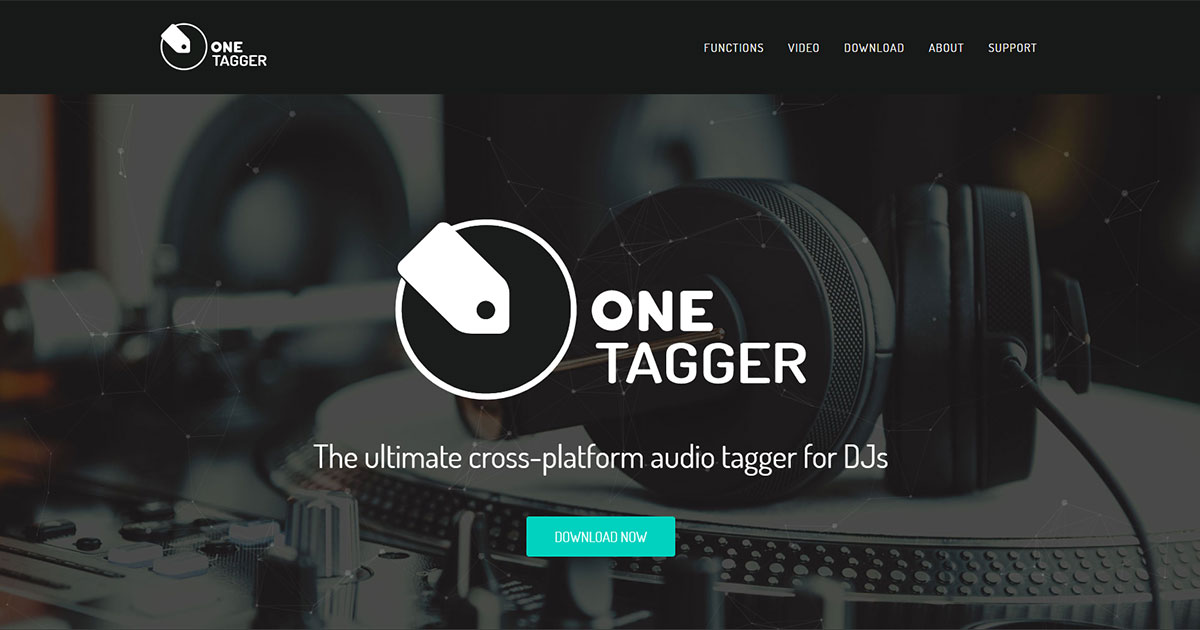 ONE
TAGGER
FUNCTIONS VIDEO DOWNLOAD ABOUT SUPPORT
ONE
TAGGER
The ultimate cross-platform audio tagger for DJs
DOWNLOAD NOW